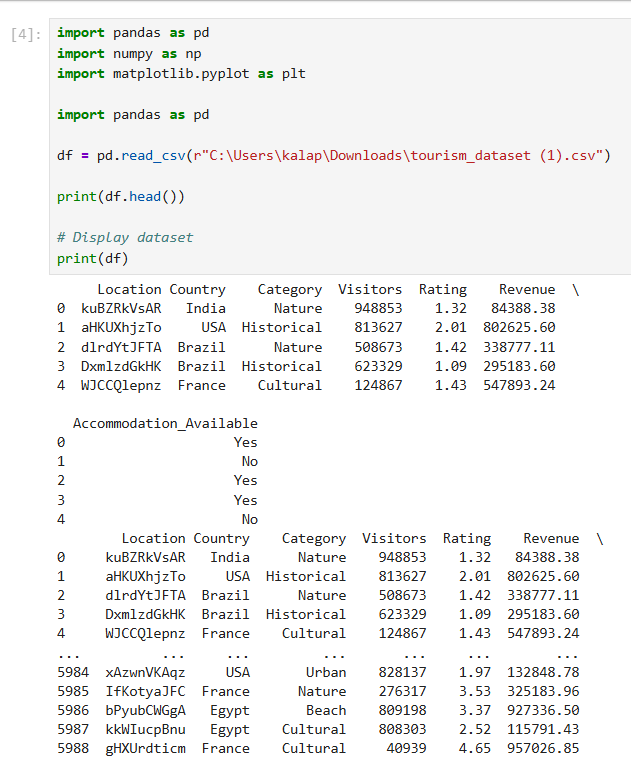 [4]: import pandas as pd
import numpy as np
import matplotlib.pyplot as plt
import pandas as pd
df = pd.read_csv(r"C:\Users\kalap\Downloads\tourism_dataset (1).csv")
print(df.head())
# Display dataset
print(df)
Location Country Category Visitors Rating Revenue \
0 kuBZRkVsAR India Nature 948853 1.32 84388.38
1 aHKUXhjzTo USA Historical 813627 2.01 802625.60
2 dlrdYtJFTA Brazil Nature 508673 1.42 338777.11
3 DxmlzdGkHK Brazil Historical 623329 1.09 295183.60
4 WJCCQlepnz France Cultural 124867 1.43 547893.24
Accommodation_Available
0 Yes
1 No
2 Yes
3 Yes
4 No
Location Country Category Visitors Rating Revenue \
0 kuBZRkVsAR India Nature 948853 1.32 84388.38
1 aHKUXhjzTo USA Historical 813627 2.01 802625.60
2 dlrdYtJFTA Brazil Nature 508673 1.42 338777.11
3 DxmlzdGkHK Brazil Historical 623329 1.09 295183.60
4 WJCCQlepnz France Cultural 124867 1.43 547893.24
... ... ... ... ... ... ...
5984 xAzwnVKAqz USA Urban 828137 1.97 132848.78
5985 IfKotyaJFC France Nature 276317 3.53 325183.96
5986 bPyubCWGgA Egypt Beach 809198 3.37 927336.50
5987 kkWIucpBnu Egypt Cultural 808303 2.52 115791.43
5988 gHXUrdticm France Cultural 40939 4.65 957026.85